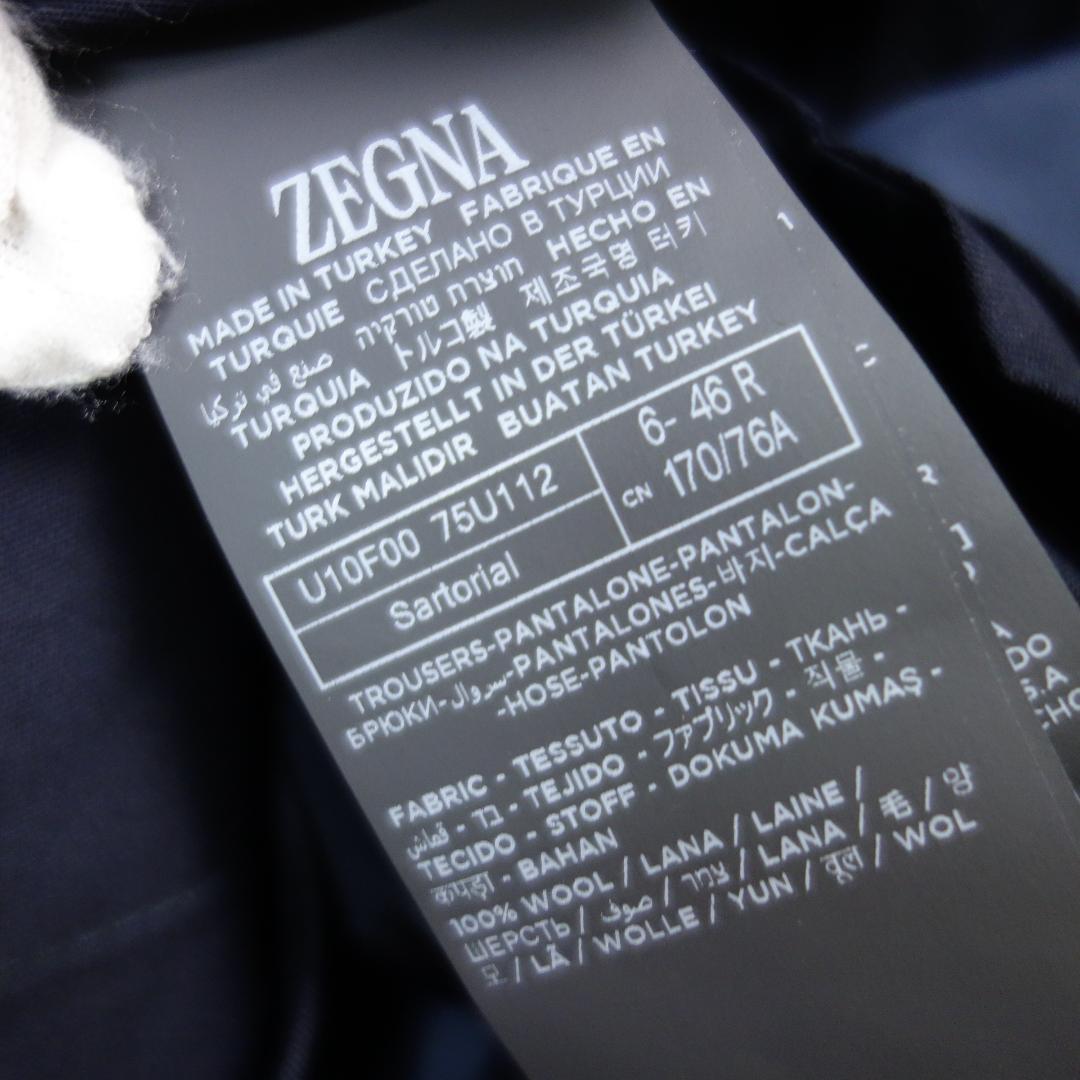 ZEGNA
MADE IN TURKEY FABRIQUE EN
TURQUIE СДЕЛАНО В ТУРЦИИ
תוצרת טורקיה HECHO EN
صنع في تركيا トルコ製 제조국명 터키
TURQUIA PRODUZIDO NA TURQUIA
HERGESTELLT IN DER TÜRKEI
TURK MALIDIR BUATAN TURKEY
U10F00 75U112
6- 46 R
Sartorial
CN 170/76A
TROUSERS-PANTALONE-PANTALON-
БРЮКИ-سروال-PANTALONES-바지-CALÇA
-HOSE-PANTOLON
FABRIC - TESSUTO - TISSU - ТКАНЬ -
قماش - בד - TEJIDO - ファブリック - 직물 -
TECIDO - STOFF - DOKUMA KUMAŞ -
कपड़ा - BAHAN
100% WOOL / LANA / LAINE /
ШЕРСТЬ / صوف / צמר / LANA / 毛 / 양
모 / LÃ / WOLLE / YUN / वूल / WOL
DO
S.A